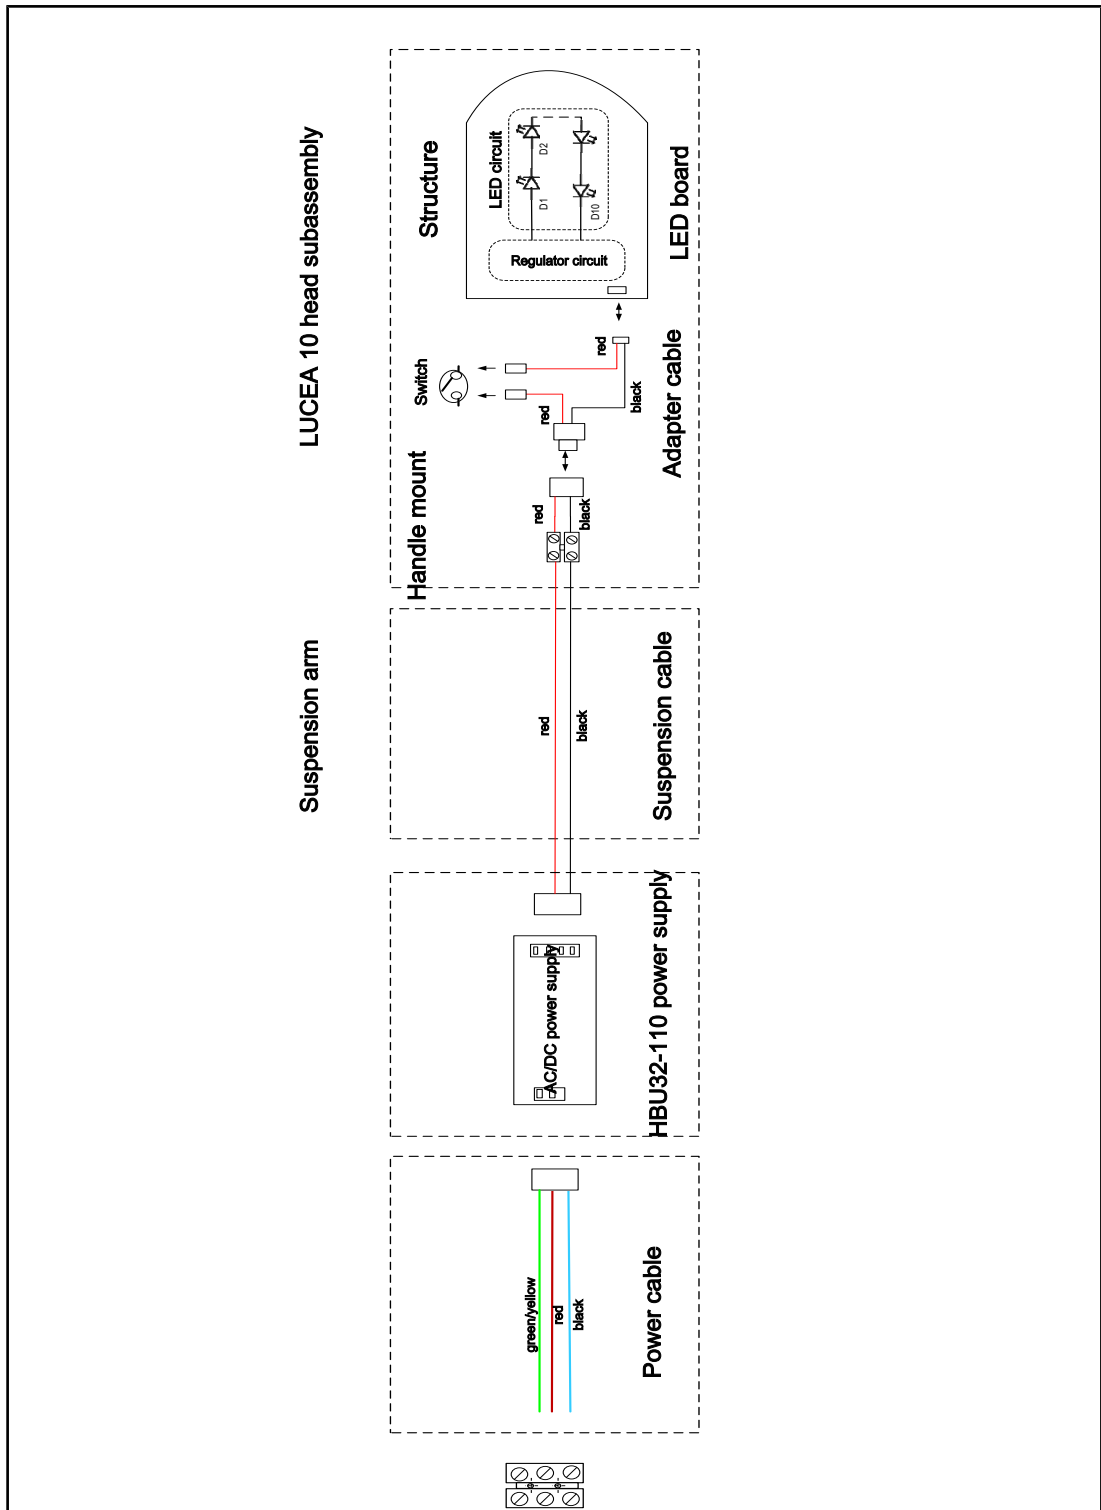 LUCEA 10 head subassembly
Structure
LED circuit
D2
D1
D10
Regulator circuit
LED board
Switch
red
red
black
Adapter cable
Handle mount
red
black
Suspension arm
red
black
Suspension cable
AC/DC power supply
HBU32-110 power supply
green/yellow
red
black
Power cable